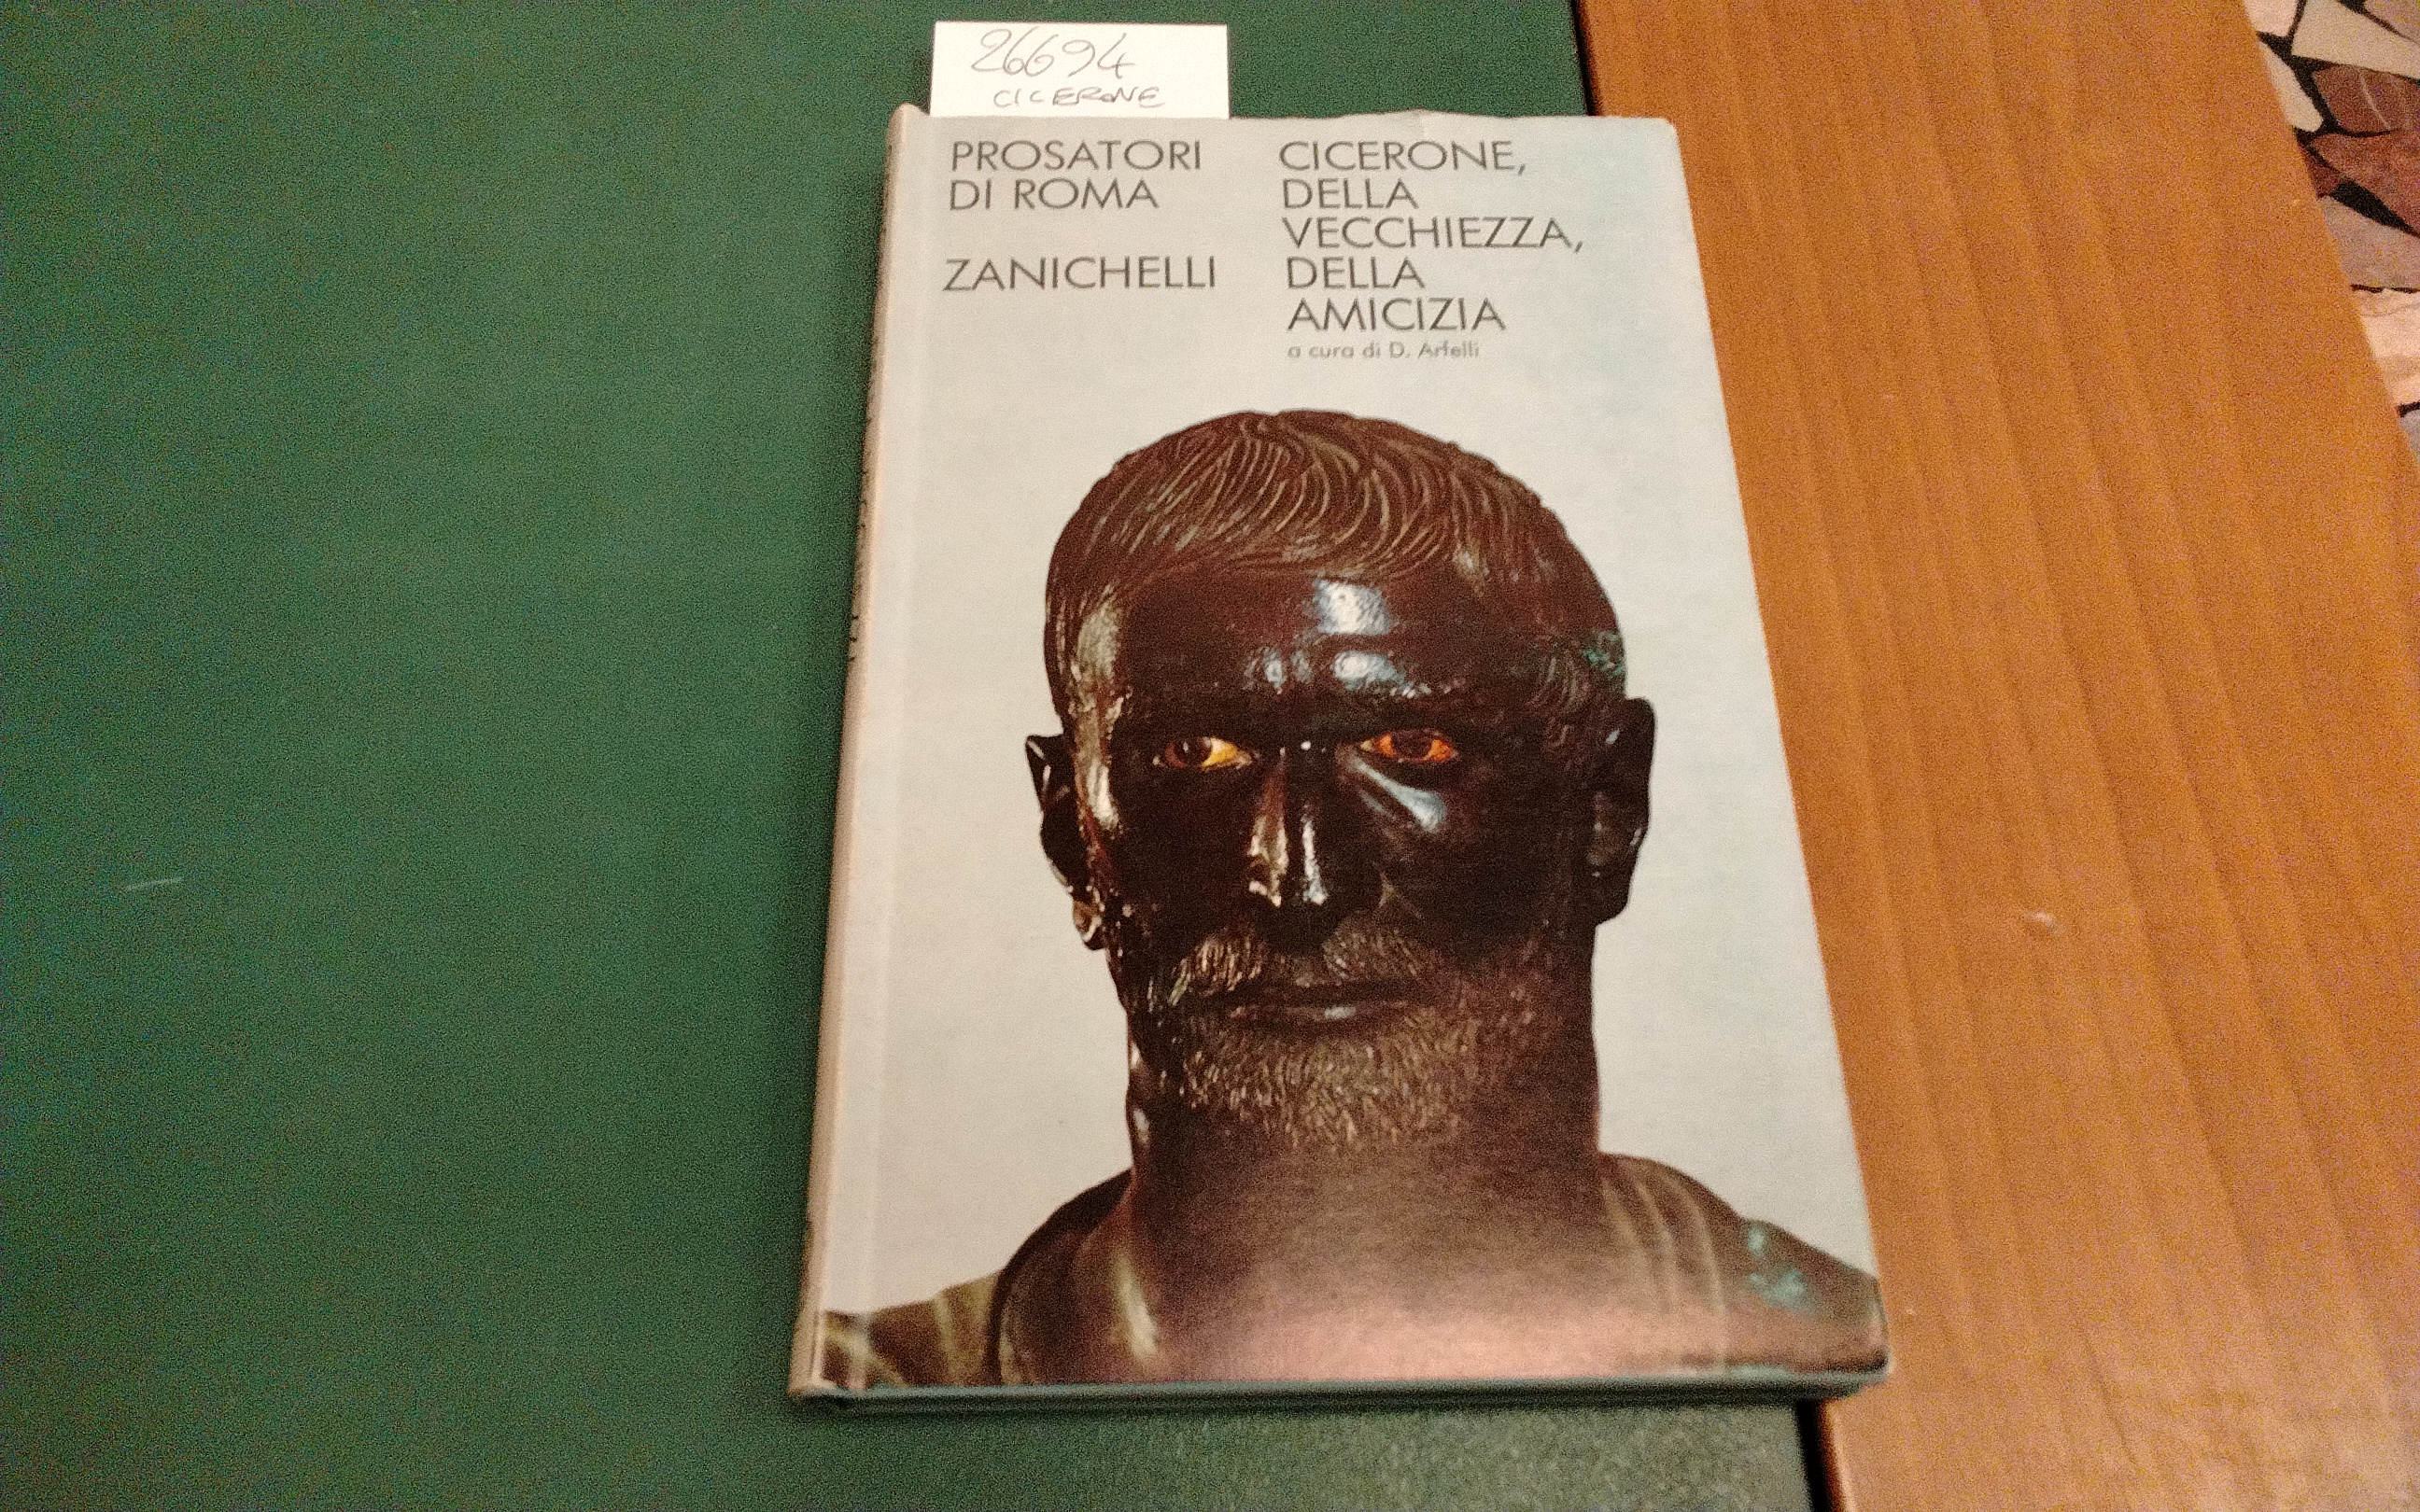 26694
CICERONE
PROSATORI
DI ROMA
ZANICHELLI
CICERONE,
DELLA
VECCHIEZZA,
DELLA
AMICIZIA
a cura di D. Arfelli